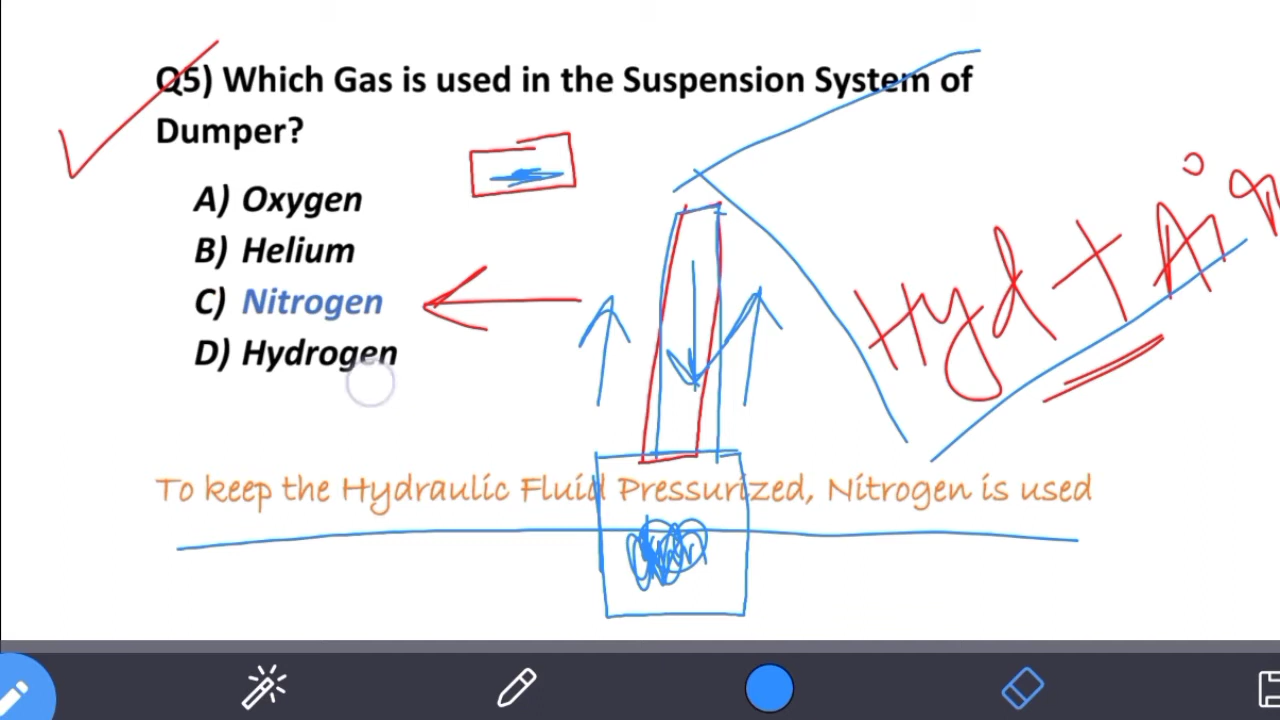 Q5) Which Gas is used in the Suspension System of
Dumper?
A) Oxygen
B) Helium
C) Nitrogen
D) Hydrogen
Hyd + Air
To keep the Hydraulic Fluid Pressurized, Nitrogen is used